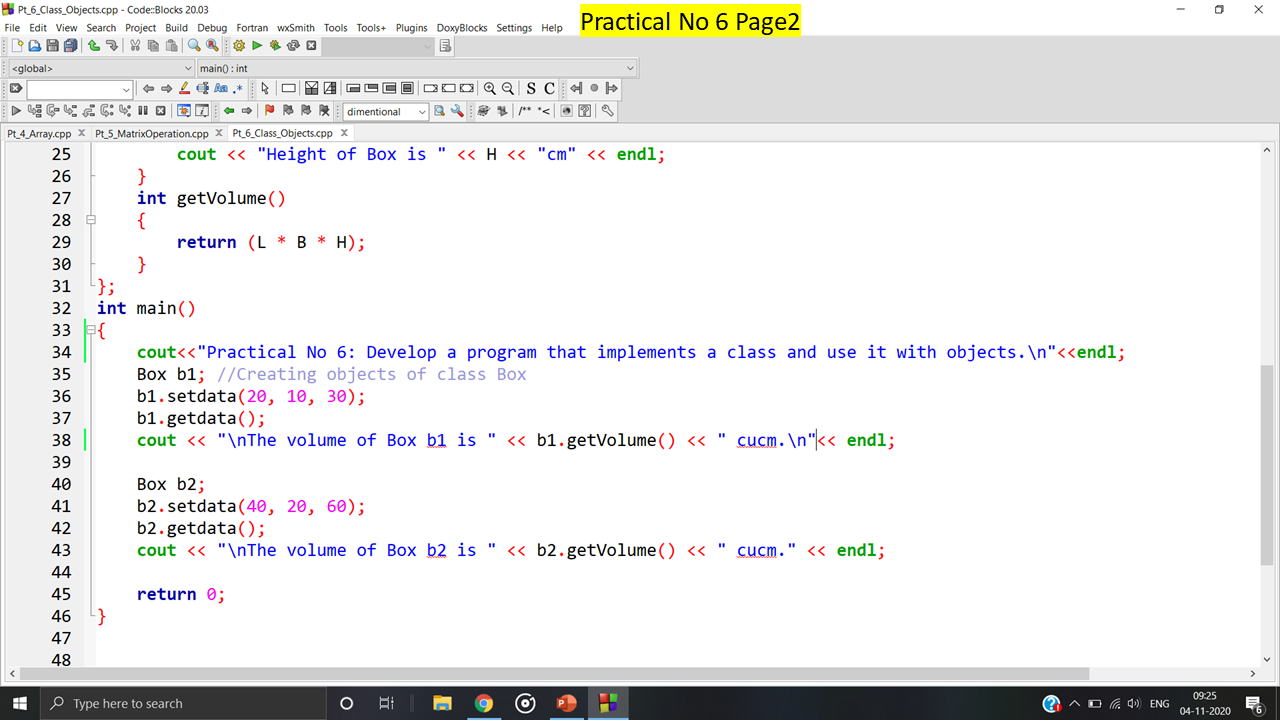 Pt_6_Class_Objects.cpp - Code::Blocks 20.03
Practical No 6 Page2
File Edit View Search Project Build Debug Fortran wxSmith Tools Tools+ Plugins DoxyBlocks Settings Help
<global> main() : int
dimentional
Pt_4_Array.cpp Pt_5_MatrixOperation.cpp Pt_6_Class_Objects.cpp
25 cout << "Height of Box is " << H << "cm" << endl;
26 }
27 int getVolume()
28 {
29 return (L * B * H);
30 }
31 };
32 int main()
33 {
34 cout<<"Practical No 6: Develop a program that implements a class and use it with objects.\n"<<endl;
35 Box b1; //Creating objects of class Box
36 b1.setdata(20, 10, 30);
37 b1.getdata();
38 cout << "\nThe volume of Box b1 is " << b1.getVolume() << " cucm.\n"<< endl;
39
40 Box b2;
41 b2.setdata(40, 20, 60);
42 b2.getdata();
43 cout << "\nThe volume of Box b2 is " << b2.getVolume() << " cucm." << endl;
44
45 return 0;
46 }
47
48
Type here to search
ENG
09:25
04-11-2020
6